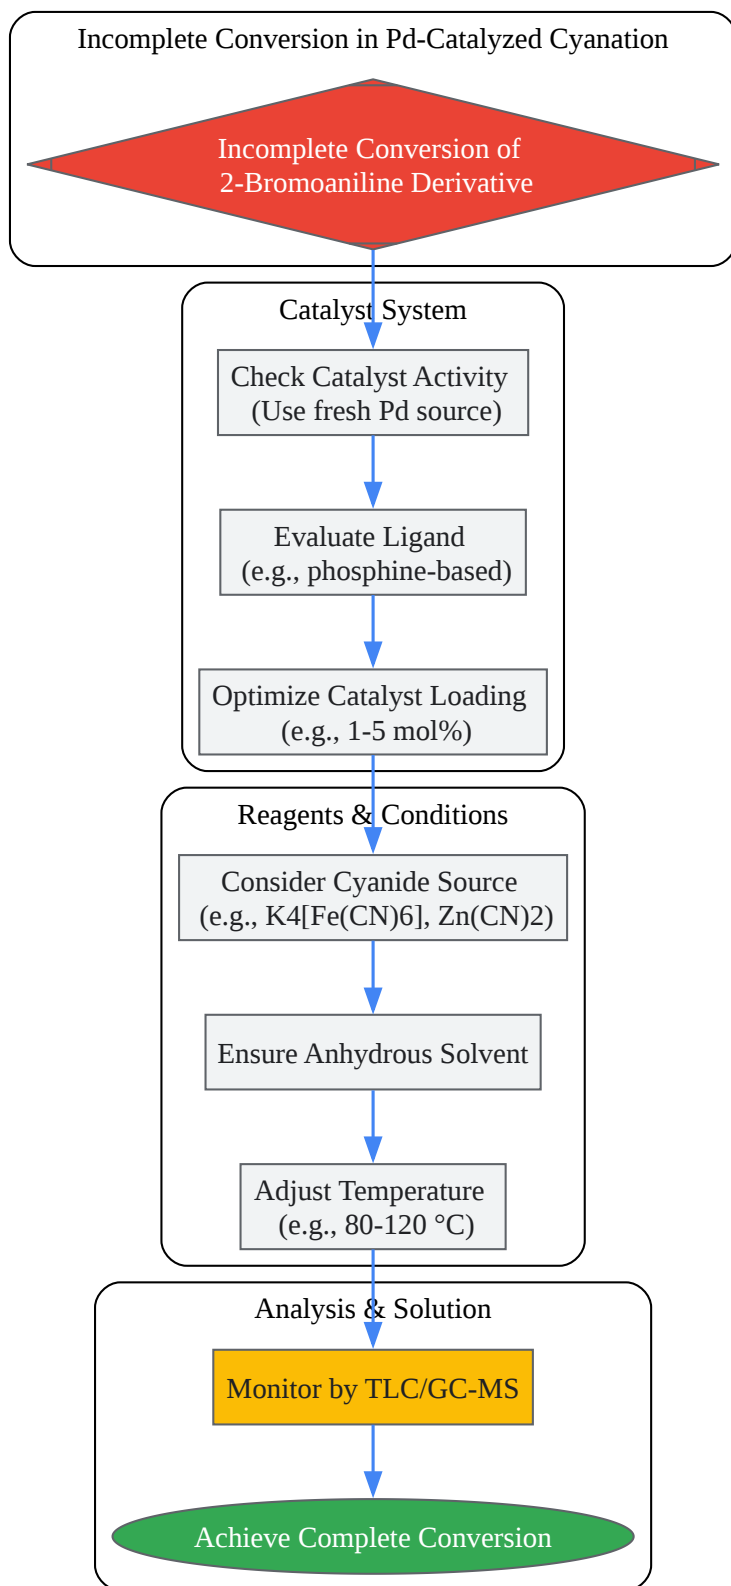 Incomplete Conversion in Pd-Catalyzed Cyanation
Incomplete Conversion of
2-Bromoaniline Derivative
Catalyst System
Check Catalyst Activity
(Use fresh Pd source)
Evaluate Ligand
(e.g., phosphine-based)
Optimize Catalyst Loading
(e.g., 1-5 mol%)
Reagents & Conditions
Consider Cyanide Source
(e.g., K4[Fe(CN)6], Zn(CN)2)
Ensure Anhydrous Solvent
Adjust Temperature
(e.g., 80-120 °C)
Analysis & Solution
Monitor by TLC/GC-MS
Achieve Complete Conversion